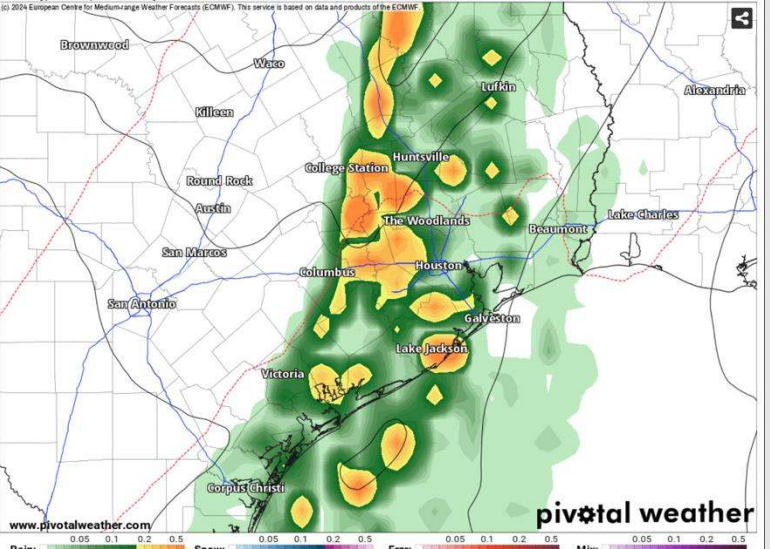 (c) 2024 European Centre for Medium-range Weather Forecasts (ECMWF). This service is based on data and products of the ECMWF.
Brownwood
Waco
Lufkin
Alexandria
Killeen
Huntsville
College Station
Round Rock
Austin
The Woodlands
Lake Charles
Beaumont
San Marcos
Columbus
Houston
San Antonio
Galveston
Lake Jackson
Victoria
Corpus Christi
www.pivotalweather.com
pivotal weather
0.05 0.1 0.2 0.5 0.05 0.1 0.2 0.5 0.05 0.1 0.2 0.5 0.05 0.1 0.2 0.5
Rain: Snow: Frzr: Mix: